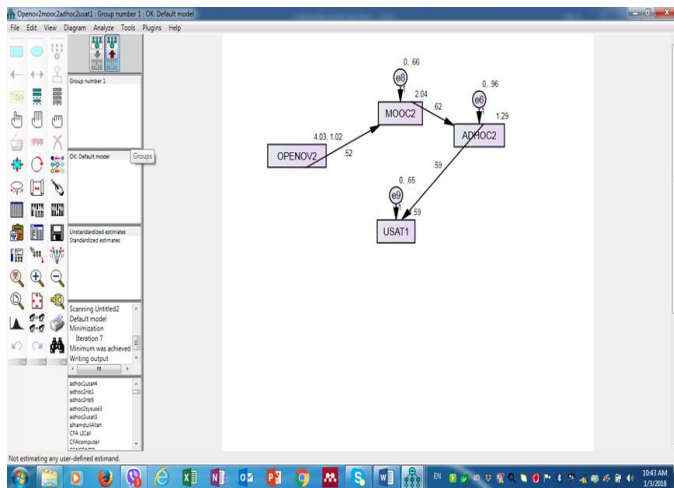 Openov2mooc2adhoc2usat1 : Group number 1 : OK: Default model
File Edit View Diagram Analyze Tools Plugins Help
Title
Group number 1
OK: Default model
Groups
Unstandardized estimates
Standardized estimates
Scanning Untitled2
Default model
Minimization
Iteration 7
Minimum was achieved
Writing output
adhoc1usat4
adhoc2nb1
adhoc2nb5
adhoc2sysuse3
adhoc2usat3
CFA i2Call
CFAcomputer
0, .66
e8
2.04
MOOC2
.62
0, .96
e6
1.29
ADHOC2
4.03, 1.02
OPENOV2
.52
.59
0, .66
e9
.59
USAT1
Not estimating any user-defined estimand.
EN
10:43 AM
1/3/2018